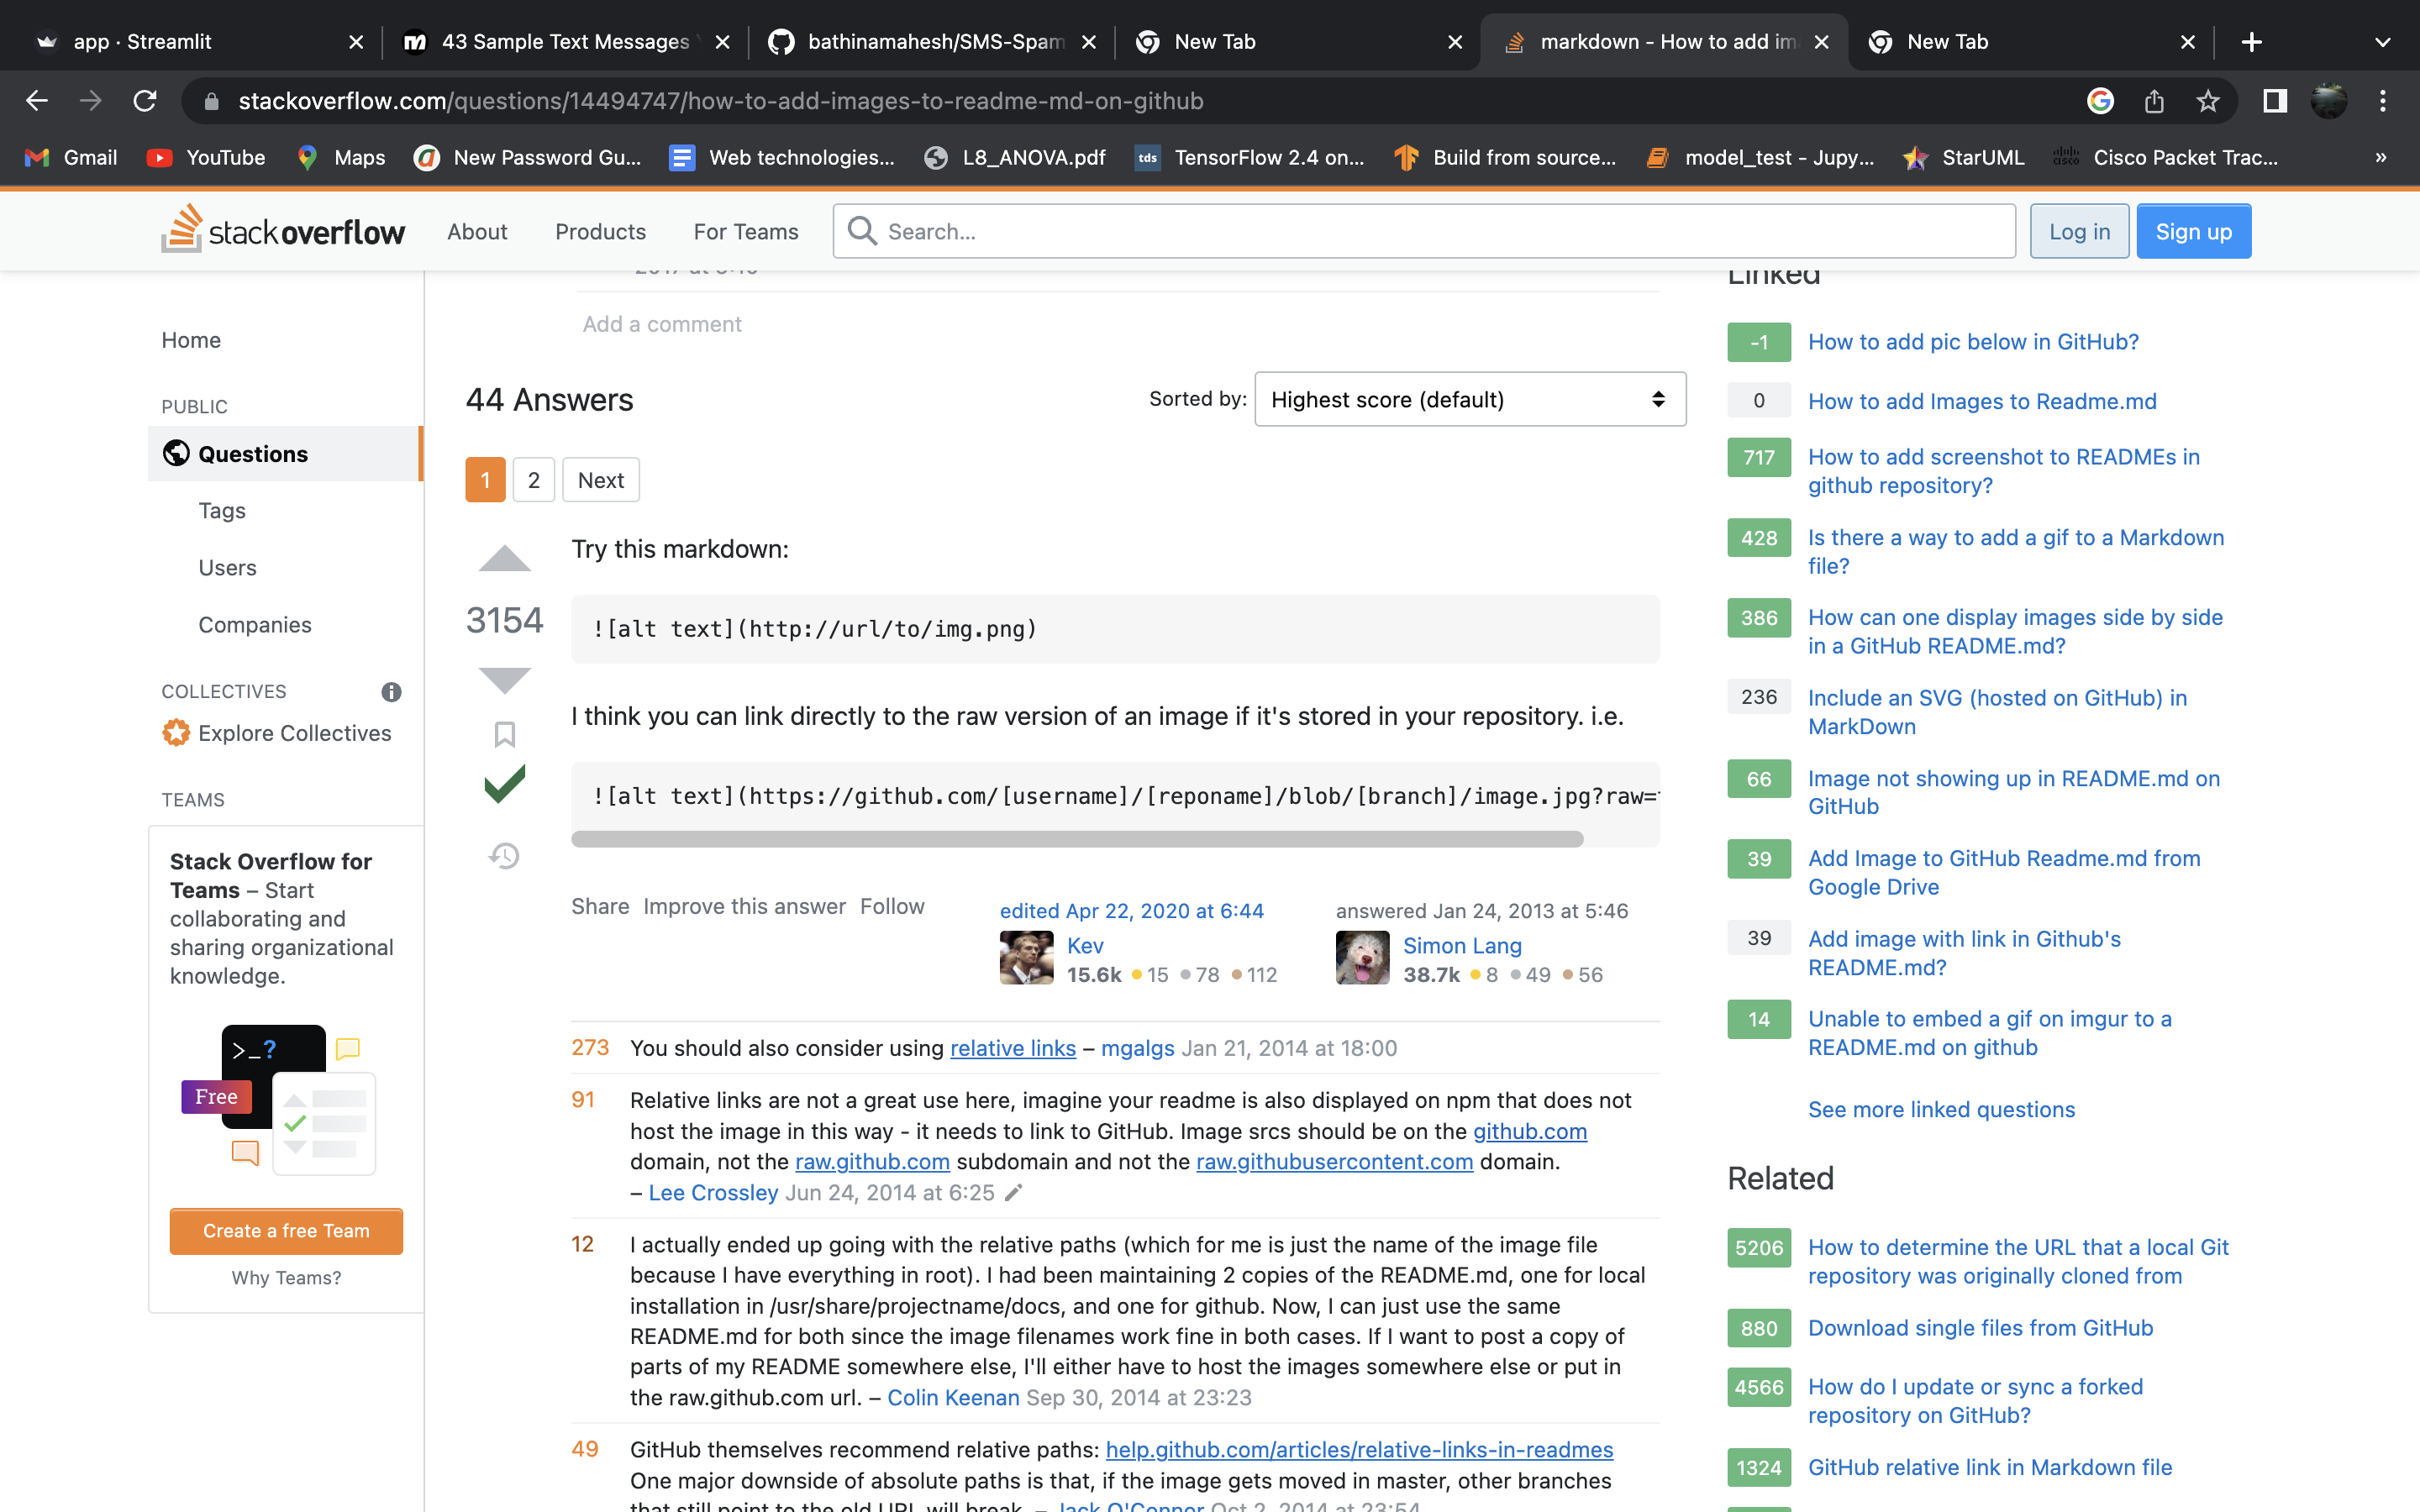 app · Streamlit
43 Sample Text Messages
bathinamahesh/SMS-Spam
New Tab
markdown - How to add im
New Tab
stackoverflow.com/questions/14494747/how-to-add-images-to-readme-md-on-github
Gmail
YouTube
Maps
New Password Gu...
Web technologies...
L8_ANOVA.pdf
tds
TensorFlow 2.4 on...
Build from source...
model_test - Jupy...
StarUML
Cisco Packet Trac...
»
stack overflow
About
Products
For Teams
Search...
Log in
Sign up
Home
PUBLIC
Questions
Tags
Users
Companies
COLLECTIVES
Explore Collectives
TEAMS
Stack Overflow for
Teams – Start
collaborating and
sharing organizational
knowledge.
>_?
Free
Create a free Team
Why Teams?
Add a comment
44 Answers
Sorted by:
Highest score (default)
1
2
Next
3154
Try this markdown:
![alt text](http://url/to/img.png)
I think you can link directly to the raw version of an image if it's stored in your repository. i.e.
![alt text](https://github.com/[username]/[reponame]/blob/[branch]/image.jpg?raw=
Share Improve this answer Follow
edited Apr 22, 2020 at 6:44
Kev
15.6k 15 78 112
answered Jan 24, 2013 at 5:46
Simon Lang
38.7k 8 49 56
273 You should also consider using relative links – mgalgs Jan 21, 2014 at 18:00
91 Relative links are not a great use here, imagine your readme is also displayed on npm that does not
host the image in this way - it needs to link to GitHub. Image srcs should be on the github.com
domain, not the raw.github.com subdomain and not the raw.githubusercontent.com domain.
– Lee Crossley Jun 24, 2014 at 6:25
12 I actually ended up going with the relative paths (which for me is just the name of the image file
because I have everything in root). I had been maintaining 2 copies of the README.md, one for local
installation in /usr/share/projectname/docs, and one for github. Now, I can just use the same
README.md for both since the image filenames work fine in both cases. If I want to post a copy of
parts of my README somewhere else, I'll either have to host the images somewhere else or put in
the raw.github.com url. – Colin Keenan Sep 30, 2014 at 23:23
49 GitHub themselves recommend relative paths: help.github.com/articles/relative-links-in-readmes
One major downside of absolute paths is that, if the image gets moved in master, other branches
that still point to the old URL will break. – Jack O'Connor Oct 2, 2014 at 23:54
Linked
-1 How to add pic below in GitHub?
0 How to add Images to Readme.md
717 How to add screenshot to READMEs in
github repository?
428 Is there a way to add a gif to a Markdown
file?
386 How can one display images side by side
in a GitHub README.md?
236 Include an SVG (hosted on GitHub) in
MarkDown
66 Image not showing up in README.md on
GitHub
39 Add Image to GitHub Readme.md from
Google Drive
39 Add image with link in Github's
README.md?
14 Unable to embed a gif on imgur to a
README.md on github
See more linked questions
Related
5206 How to determine the URL that a local Git
repository was originally cloned from
880 Download single files from GitHub
4566 How do I update or sync a forked
repository on GitHub?
1324 GitHub relative link in Markdown file